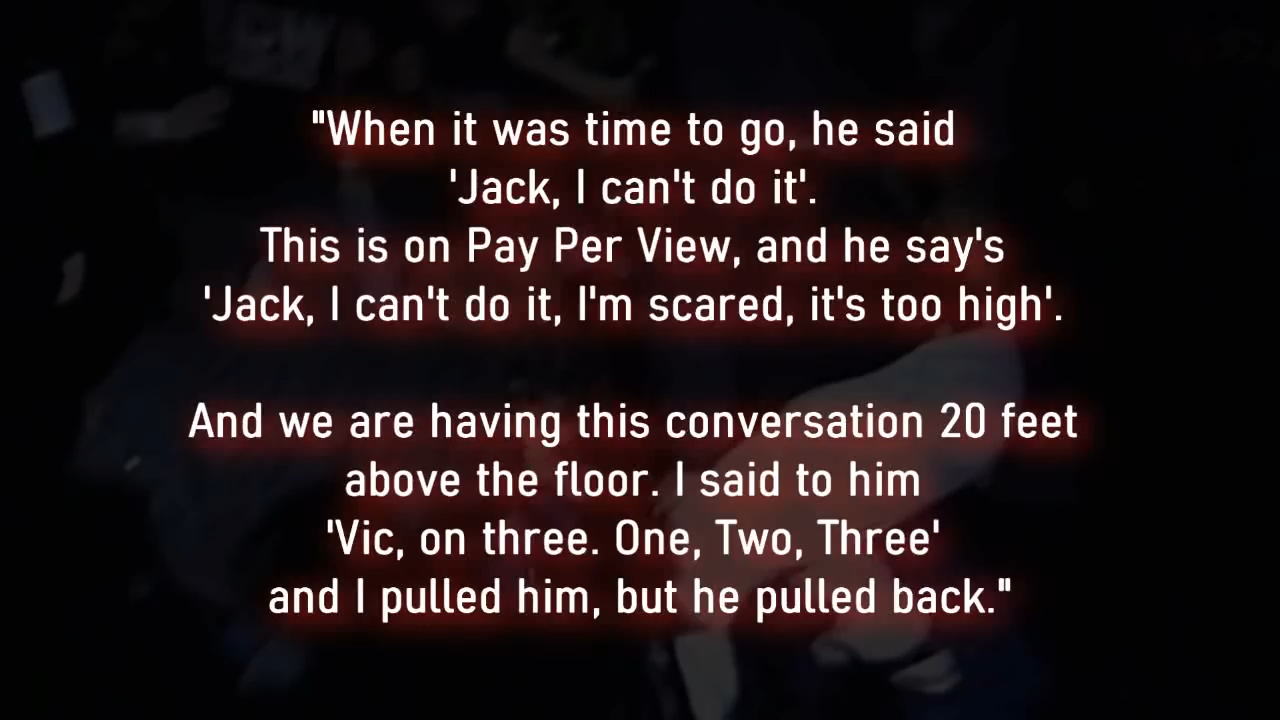 "When it was time to go, he said
'Jack, I can't do it'.
This is on Pay Per View, and he say's
'Jack, I can't do it, I'm scared, it's too high'.
And we are having this conversation 20 feet
above the floor. I said to him
'Vic, on three. One, Two, Three'
and I pulled him, but he pulled back."